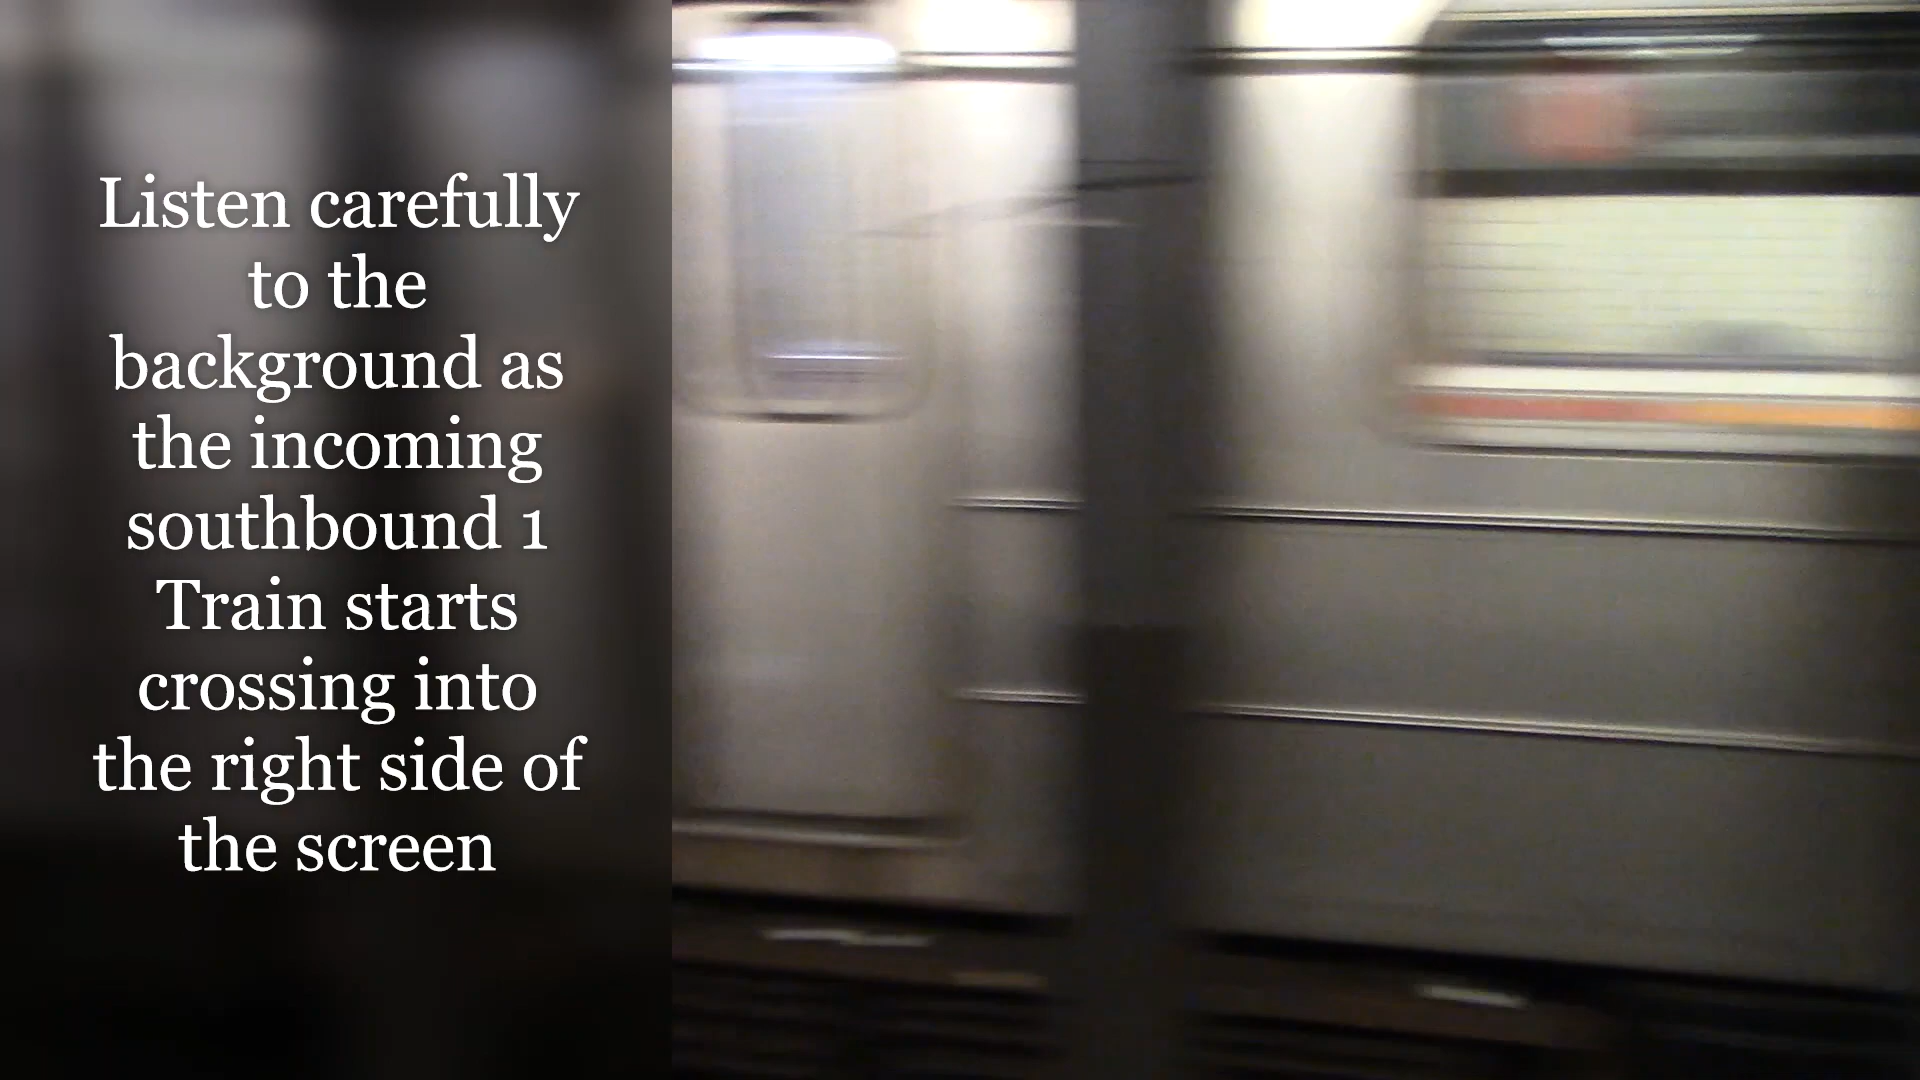 Listen carefully
to the
background as
the incoming
southbound 1
Train starts
crossing into
the right side of
the screen